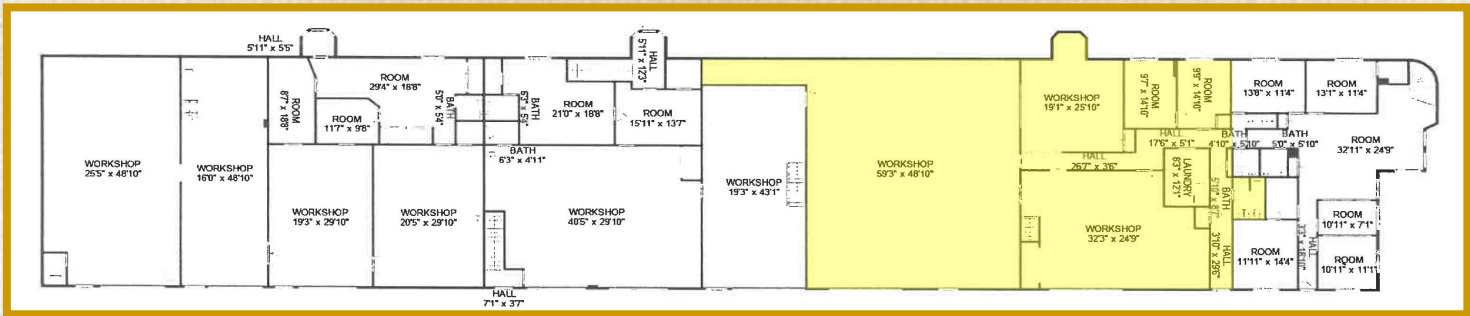 HALL
5'11" x 5'5"
WORKSHOP
25'5" x 48'10"
WORKSHOP
16'0" x 48'10"
ROOM
8'7" x 18'8"
ROOM
29'4" x 18'8"
ROOM
11'7" x 9'8"
BATH
5'0" x 5'4"
BATH
6'3" x 5'4"
ROOM
21'0" x 18'8"
HALL
5'11" x 12'3"
ROOM
15'11" x 13'7"
BATH
6'3" x 4'11"
WORKSHOP
19'3" x 29'10"
WORKSHOP
20'5" x 29'10"
WORKSHOP
40'5" x 29'10"
HALL
7'1" x 3'7"
WORKSHOP
19'3" x 43'1"
WORKSHOP
59'3" x 48'10"
WORKSHOP
19'1" x 25'10"
ROOM
9'7" x 14'10"
ROOM
9'9" x 14'10"
HALL
17'6" x 5'1"
HALL
26'7" x 3'6"
LAUNDRY
8'3" x 12'1"
WORKSHOP
32'3" x 24'9"
BATH
4'10" x 5'10"
BATH
5'0" x 5'10"
BATH
5'10" x
HALL
3'10" x 29'6"
ROOM
13'8" x 11'4"
ROOM
13'1" x 11'4"
ROOM
32'11" x 24'9"
ROOM
11'11" x 14'4"
HALL
3'3" x 18'10"
ROOM
10'11" x 7'1"
ROOM
10'11" x 11'1"